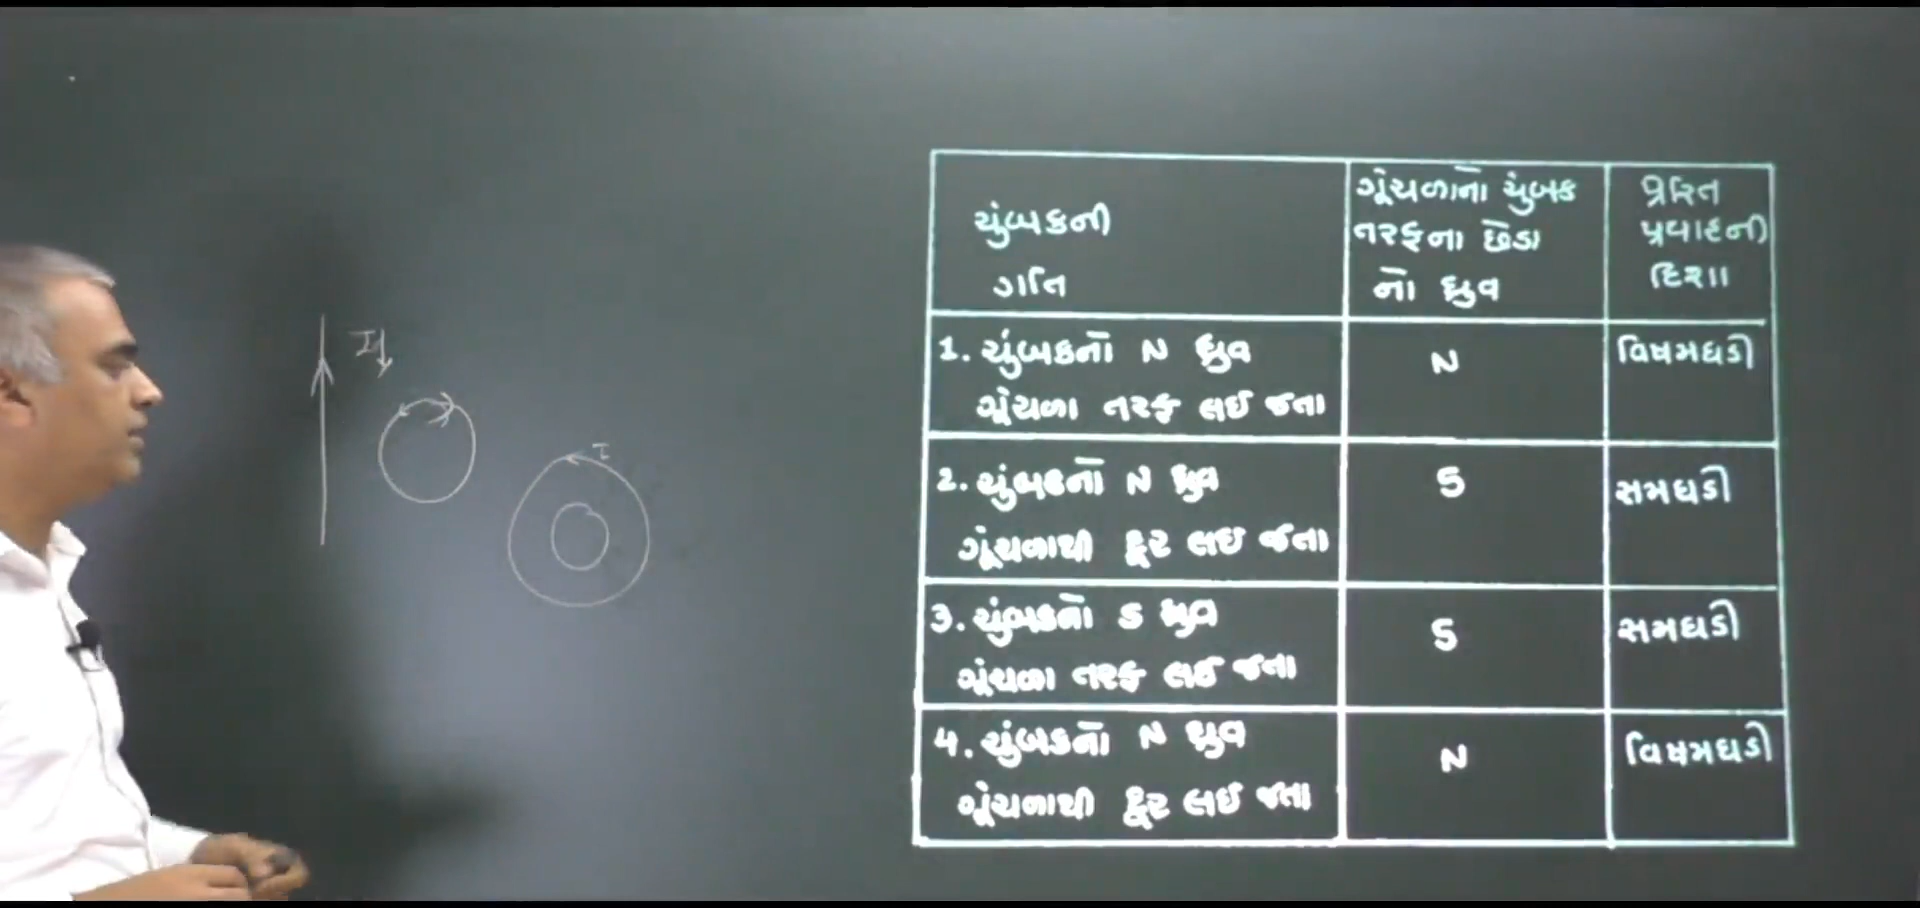 I↓
I
ચુંબકની
ગતિ
ગૂંચળાનો ચુંબક
તરફના છેડા
નો ધ્રુવ
પ્રેરિત
પ્રવાહની
દિશા
1. ચુંબકનો N ધ્રુવ
ગૂંચળા તરફ લઈ જતા
N
વિષમઘડી
2. ચુંબકનો N ધ્રુવ
ગૂંચળાથી દૂર લઈ જતા
S
સમઘડી
3. ચુંબકનો S ધ્રુવ
ગૂંચળા તરફ લઈ જતા
S
સમઘડી
4. ચુંબકનો N ધ્રુવ
ગૂંચળાથી દૂર લઈ જતા
N
વિષમઘડી